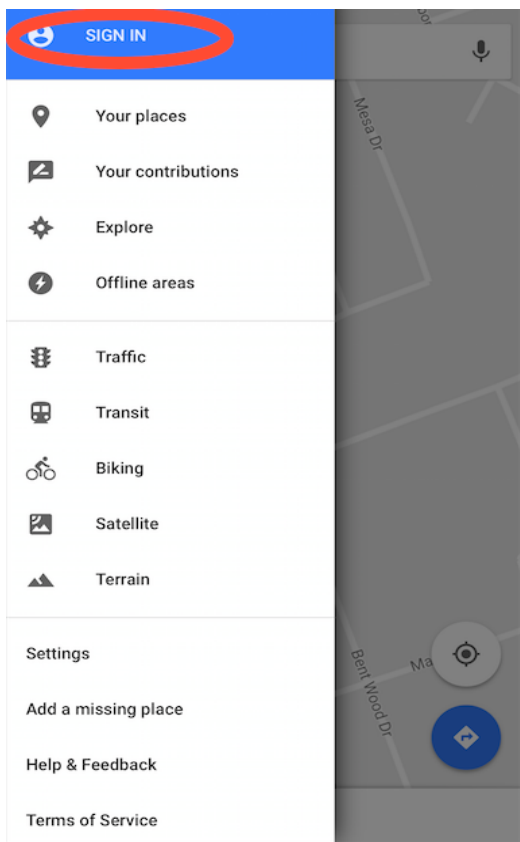 SIGN IN
Your places
Your contributions
Explore
Offline areas
Traffic
Transit
Biking
Satellite
Terrain
Settings
Add a missing place
Help & Feedback
Terms of Service
Mesa Dr
Bent Wood Dr
Ma